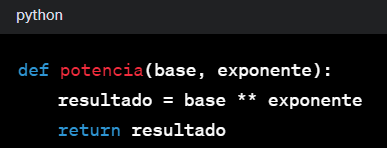 python
def potencia(base, exponente):
    resultado = base ** exponente
    return resultado